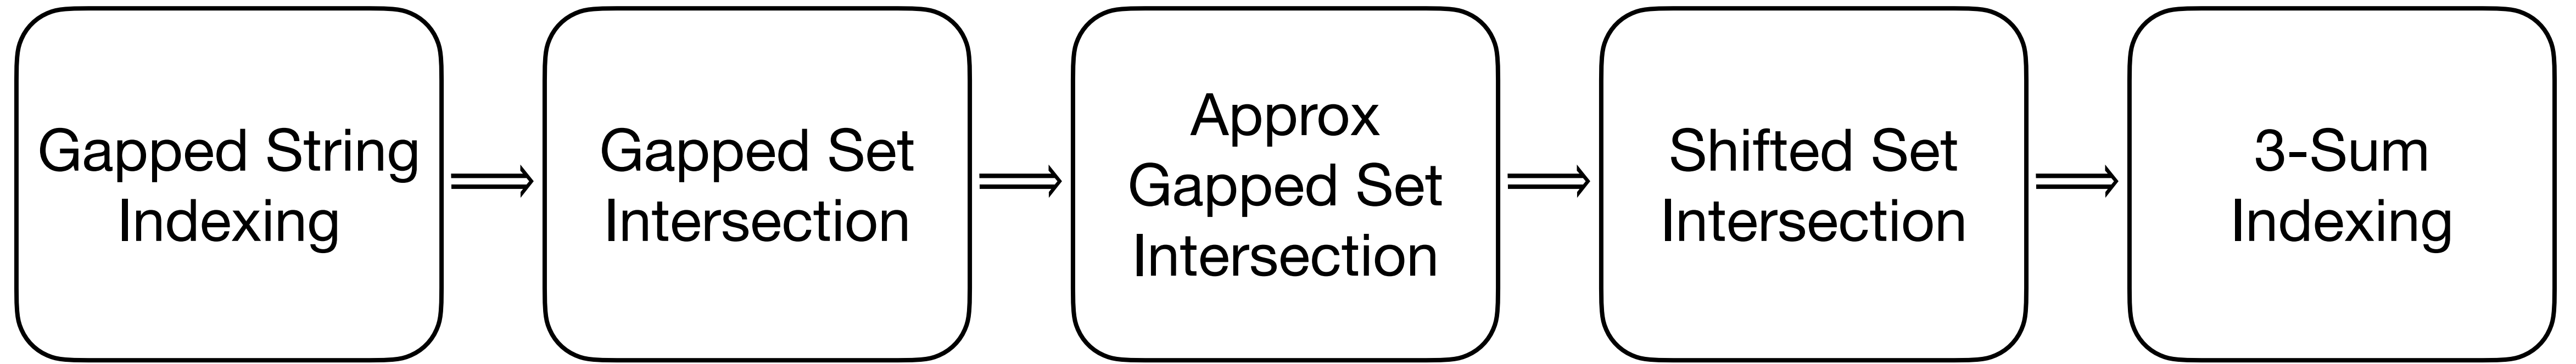 Gapped String
Indexing
Gapped Set
Intersection
Approx
Gapped Set
Intersection
Shifted Set
Intersection
3-Sum
Indexing